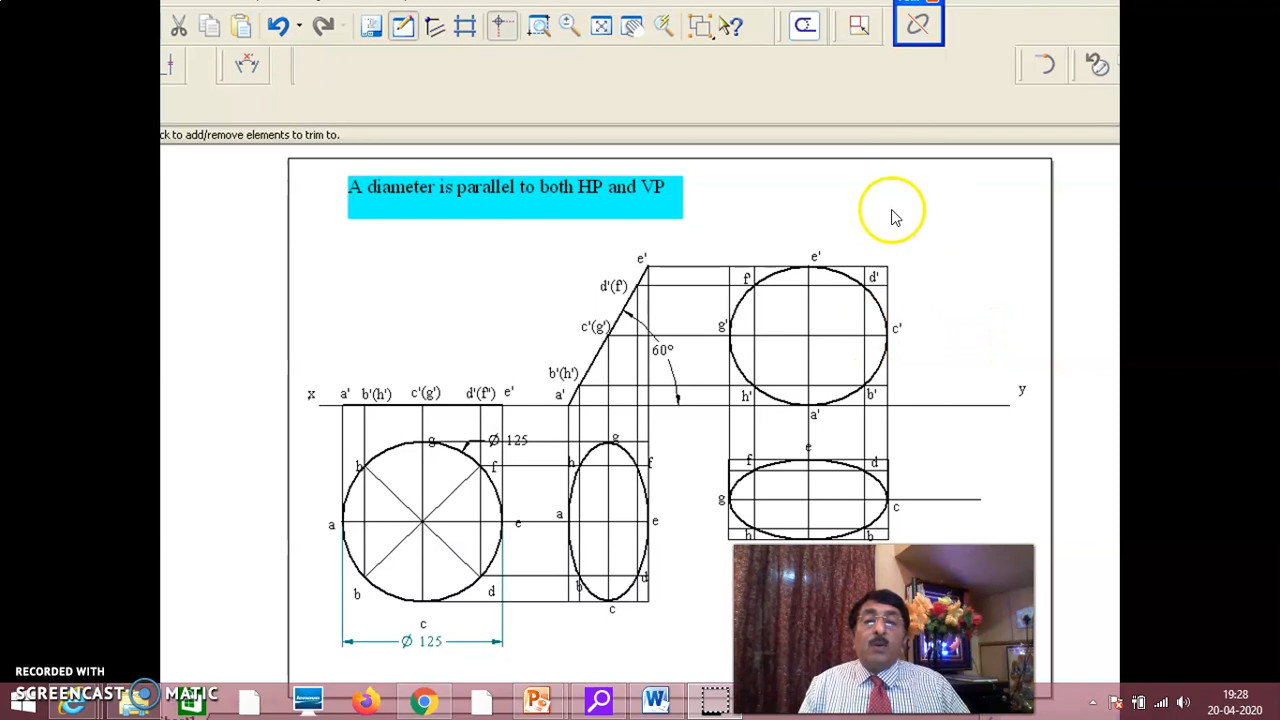 ck to add/remove elements to trim to.
A diameter is parallel to both HP and VP
e'
e'
f'
d'
d'(f')
g'
c'
c'(g')
60°
b'(h')
h'
b'
x
a'
b'(h')
c'(g')
d'(f')
e'
a'
y
a'
g
Ø 125
g
e
h
f
h
f
f
d
a
e
a
e
g
c
h
b
b
d
b
d
c
c
Ø 125
RECORDED WITH
SCREENCAST MATIC
19:28
20-04-2020